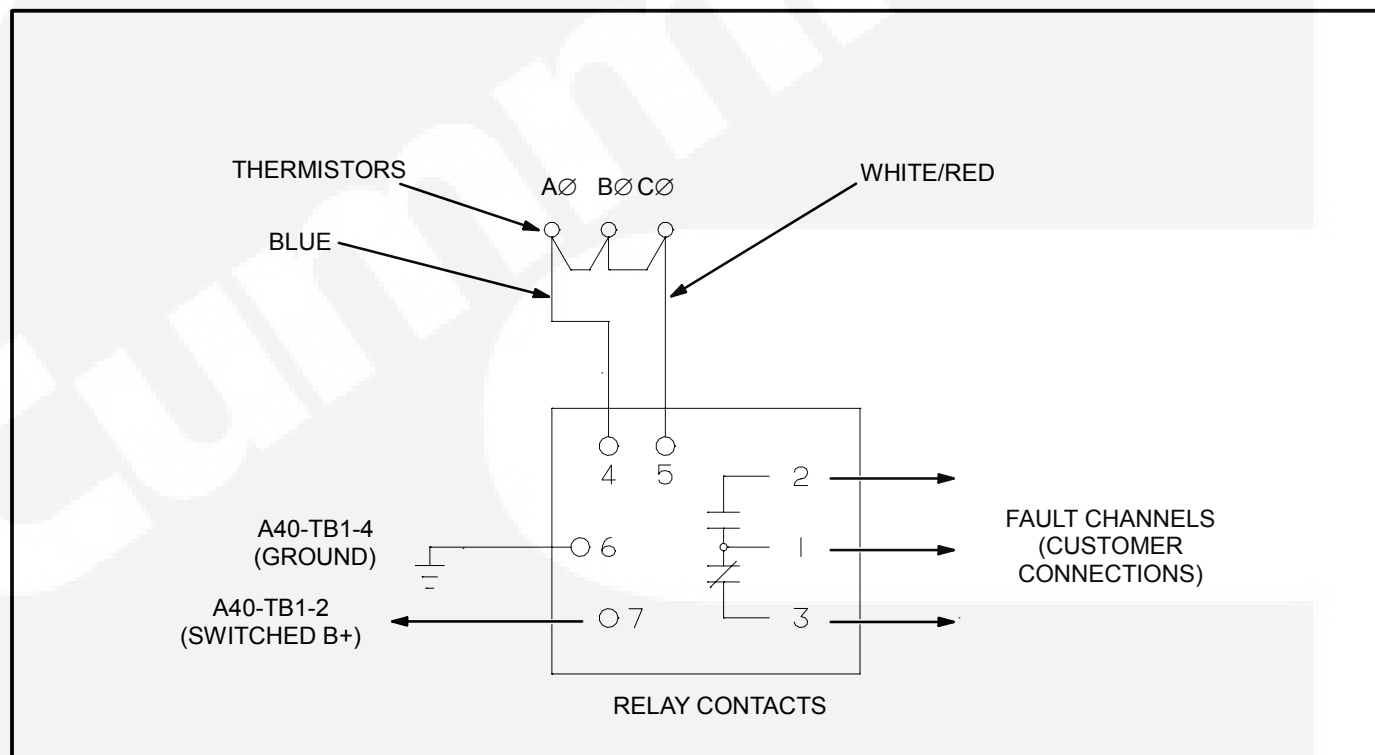 THERMISTORS
AØ BØ CØ
WHITE/RED
BLUE
4 5
2
A40-TB1-4
(GROUND)
6
1
FAULT CHANNELS
(CUSTOMER
CONNECTIONS)
A40-TB1-2
(SWITCHED B+)
7
3
RELAY CONTACTS